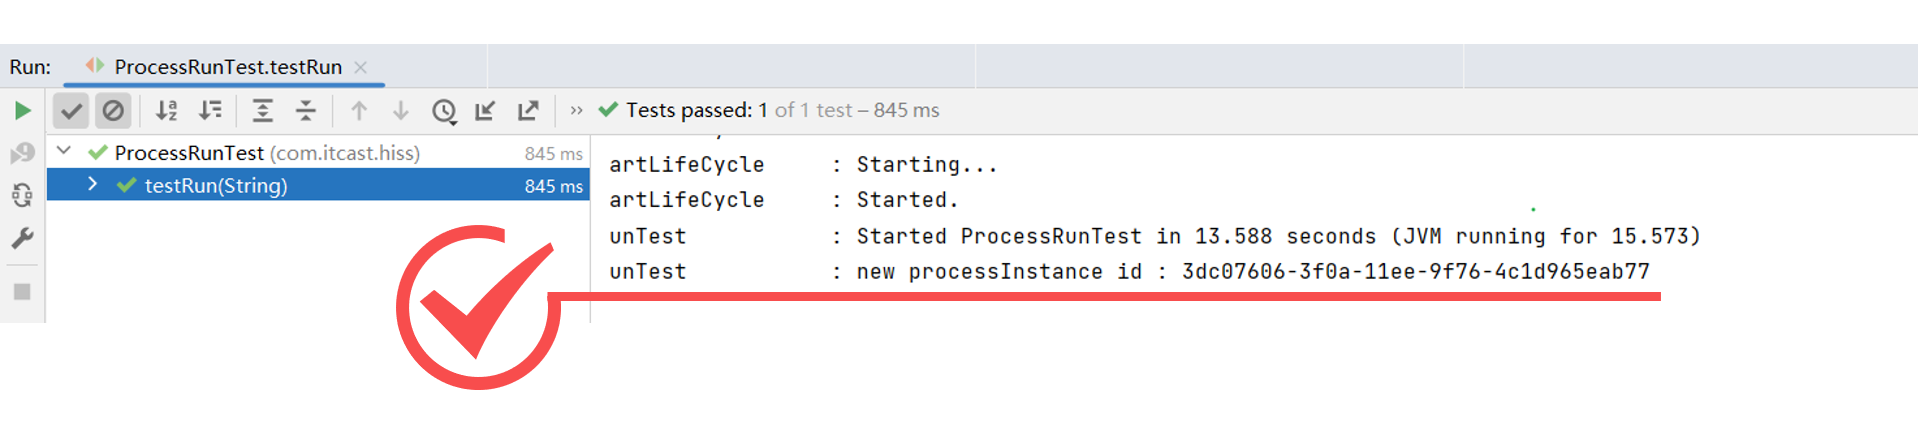 Run: ProcessRunTest.testRun
Tests passed: 1 of 1 test – 845 ms
ProcessRunTest (com.itcast.hiss) 845 ms
testRun(String) 845 ms
artLifeCycle : Starting...
artLifeCycle : Started.
unTest : Started ProcessRunTest in 13.588 seconds (JVM running for 15.573)
unTest : new processInstance id : 3dc07606-3f0a-11ee-9f76-4c1d965eab77